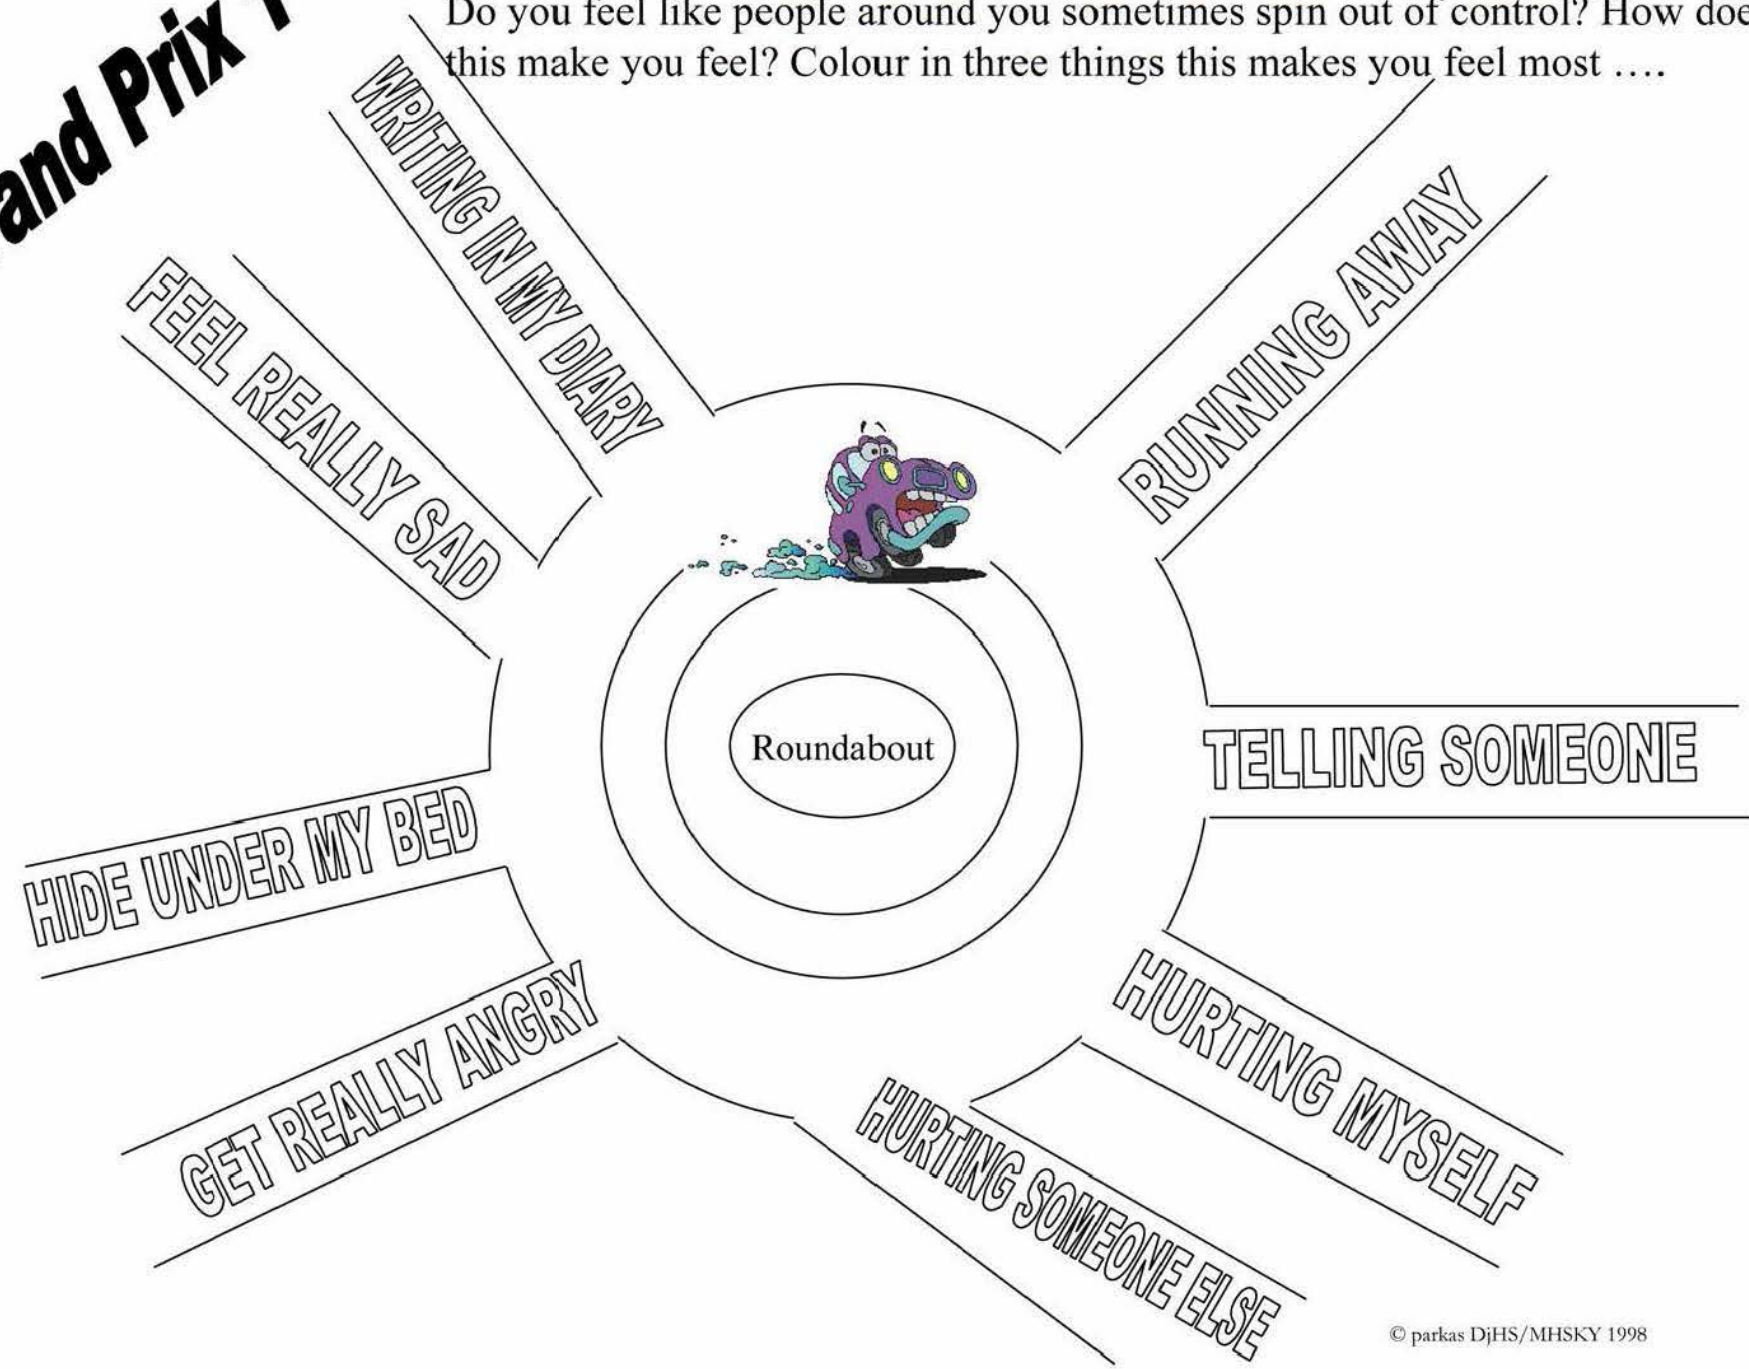 and Prix
Do you feel like people around you sometimes spin out of control? How doe
this make you feel? Colour in three things this makes you feel most ….
WRITING IN MY DIARY
RUNNING AWAY
FEEL REALLY SAD
Roundabout
TELLING SOMEONE
HIDE UNDER MY BED
HURTING MYSELF
GET REALLY ANGRY
HURTING SOMEONE ELSE
© parkas DjHS/MHSKY 1998